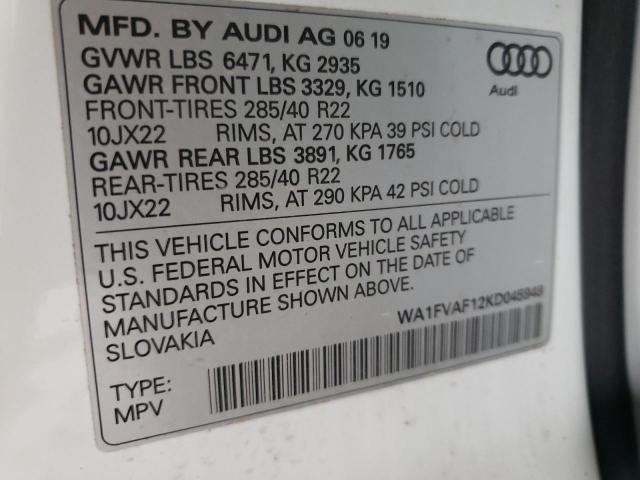 MFD. BY AUDI AG 06 19
GVWR LBS 6471, KG 2935
GAWR FRONT LBS 3329, KG 1510
FRONT-TIRES 285/40 R22
10JX22 RIMS, AT 270 KPA 39 PSI COLD
GAWR REAR LBS 3891, KG 1765
REAR-TIRES 285/40 R22
10JX22 RIMS, AT 290 KPA 42 PSI COLD
Audi
THIS VEHICLE CONFORMS TO ALL APPLICABLE
U.S. FEDERAL MOTOR VEHICLE SAFETY
STANDARDS IN EFFECT ON THE DATE OF
MANUFACTURE SHOWN ABOVE.
SLOVAKIA
WA1FVAF12KD045948
TYPE:
MPV